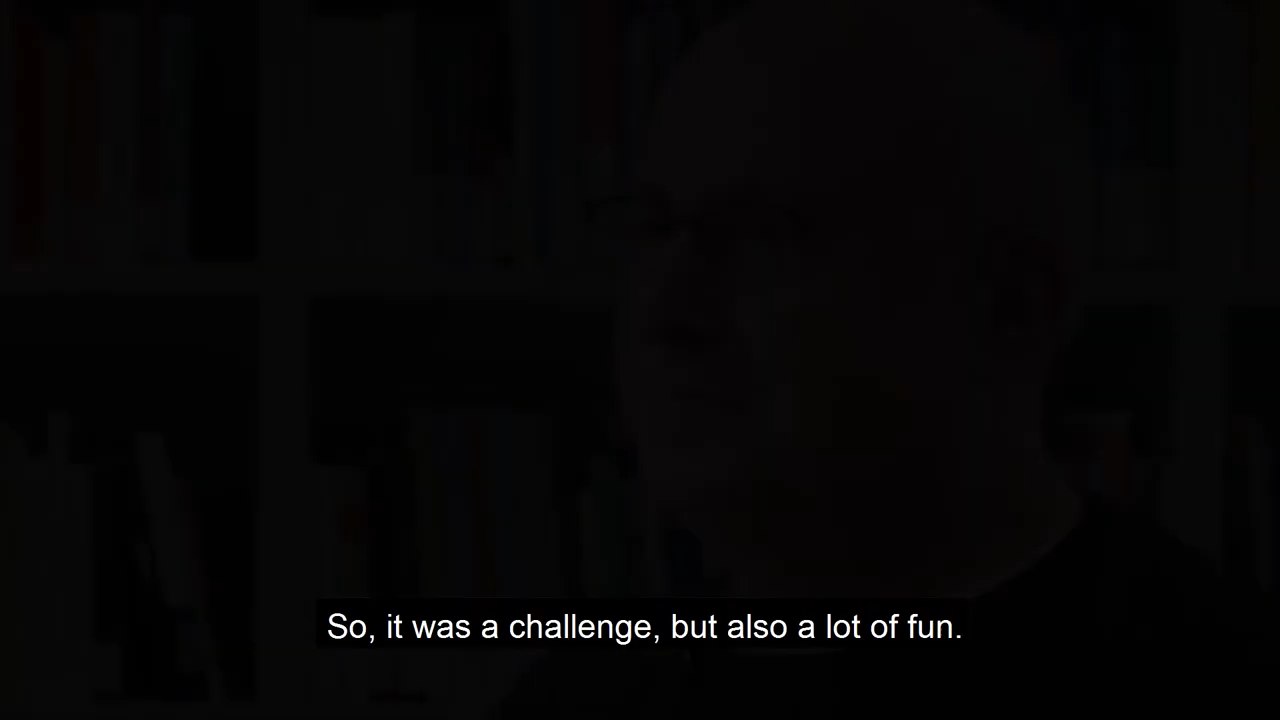 So, it was a challenge, but also a lot of fun.